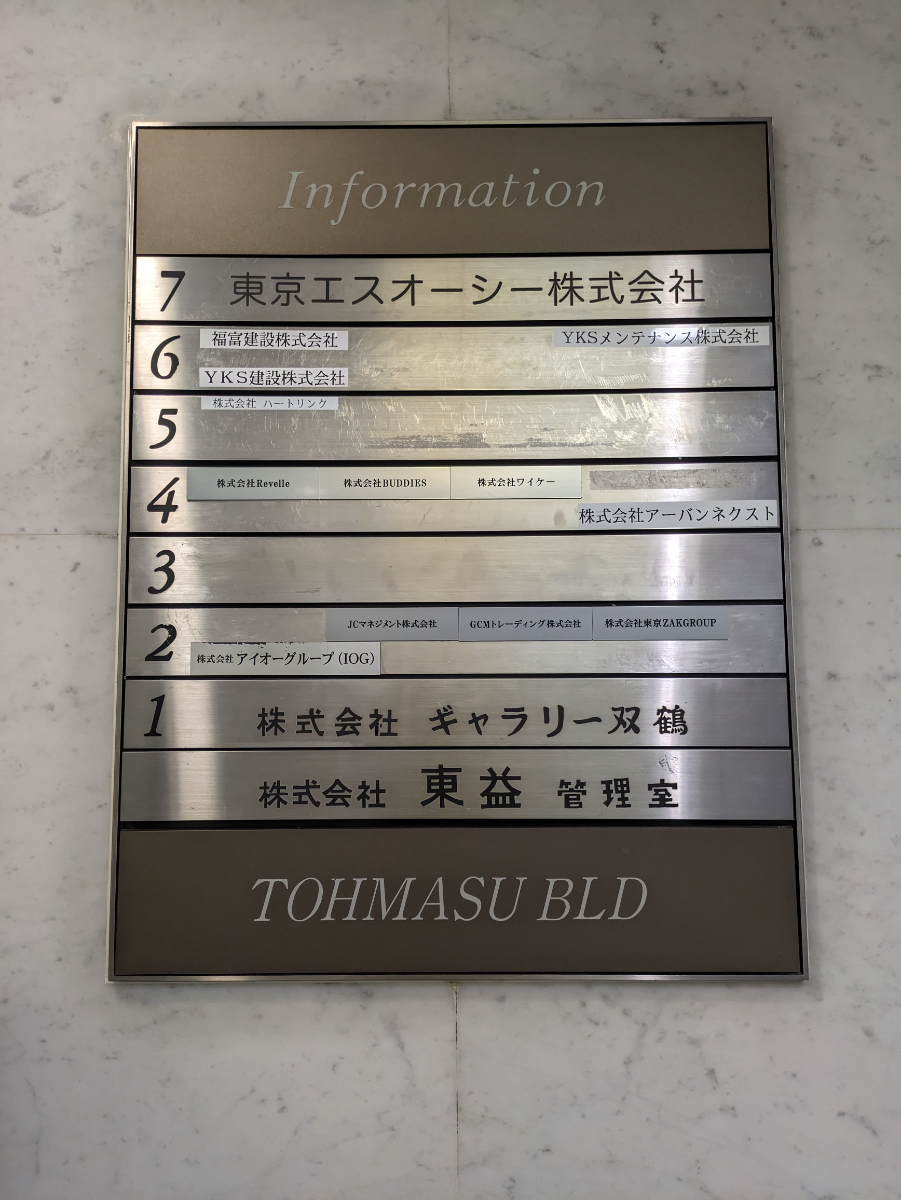 Information
7 東京エスオーシー株式会社
6 福富建設株式会社 YKSメンテナンス株式会社
YKS建設株式会社
5 株式会社 ハートリンク
4 株式会社Revelle 株式会社BUDDIES 株式会社ワイケー
株式会社アーバンネクスト
3
2 JCマネジメント株式会社 GCMトレーディング株式会社 株式会社東京ZAKGROUP
株式会社 アイオーグループ(IOG)
1 株式会社 ギャラリー双鶴
株式会社 東益 管理室
TOHMASU BLD